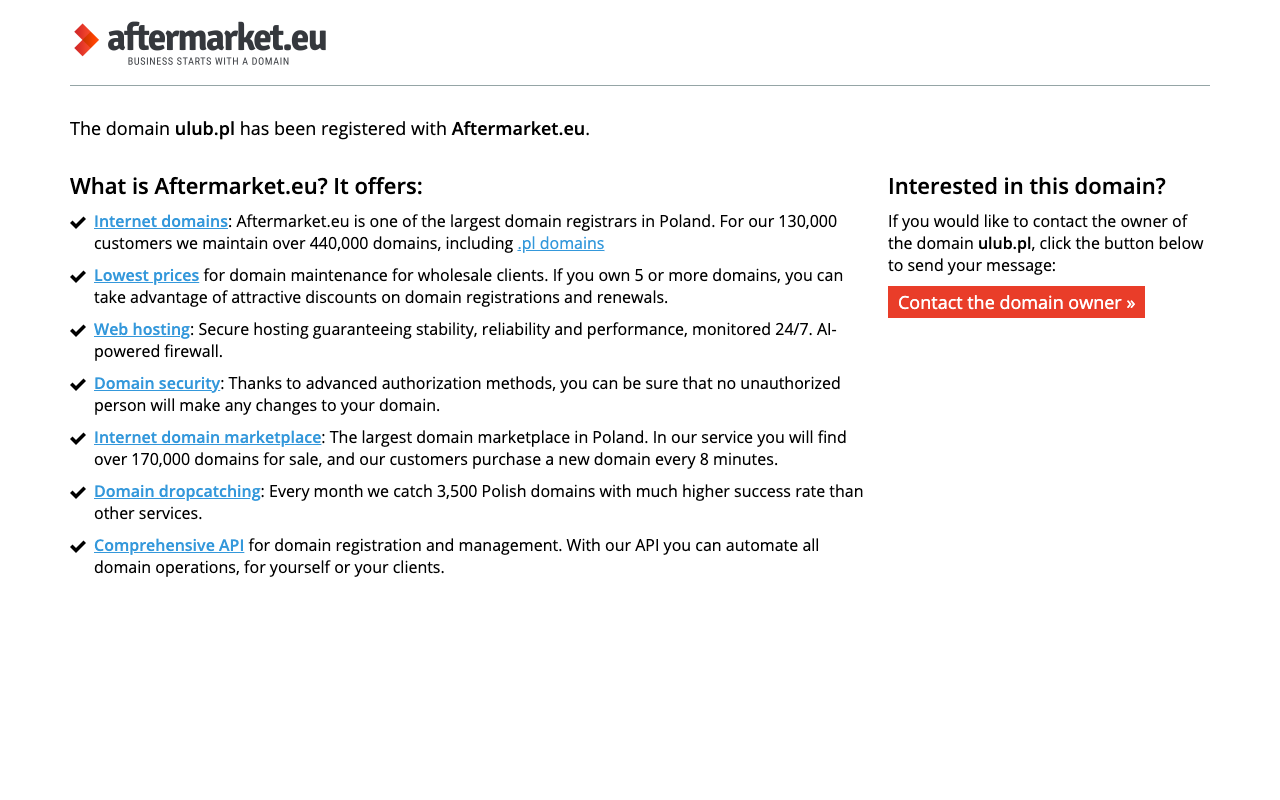 aftermarket.eu
BUSINESS STARTS WITH A DOMAIN
The domain ulub.pl has been registered with Aftermarket.eu.
What is Aftermarket.eu? It offers:
Internet domains: Aftermarket.eu is one of the largest domain registrars in Poland. For our 130,000
customers we maintain over 440,000 domains, including .pl domains
Lowest prices for domain maintenance for wholesale clients. If you own 5 or more domains, you can
take advantage of attractive discounts on domain registrations and renewals.
Web hosting: Secure hosting guaranteeing stability, reliability and performance, monitored 24/7. AI-
powered firewall.
Domain security: Thanks to advanced authorization methods, you can be sure that no unauthorized
person will make any changes to your domain.
Internet domain marketplace: The largest domain marketplace in Poland. In our service you will find
over 170,000 domains for sale, and our customers purchase a new domain every 8 minutes.
Domain dropcatching: Every month we catch 3,500 Polish domains with much higher success rate than
other services.
Comprehensive API for domain registration and management. With our API you can automate all
domain operations, for yourself or your clients.
Interested in this domain?
If you would like to contact the owner of
the domain ulub.pl, click the button below
to send your message:
Contact the domain owner »